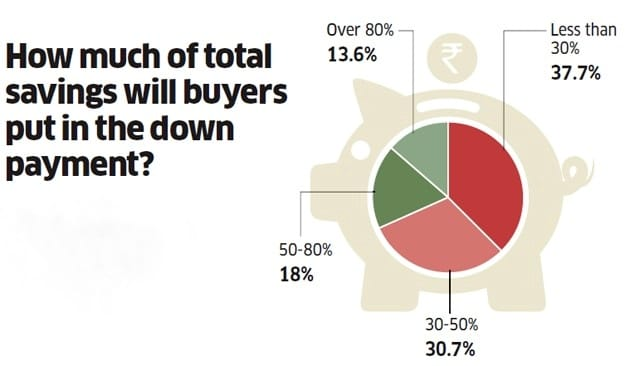 How much of total
savings will buyers
put in the down
payment?
Over 80%
13.6%
₹
Less than
30%
37.7%
50-80%
18%
30-50%
30.7%